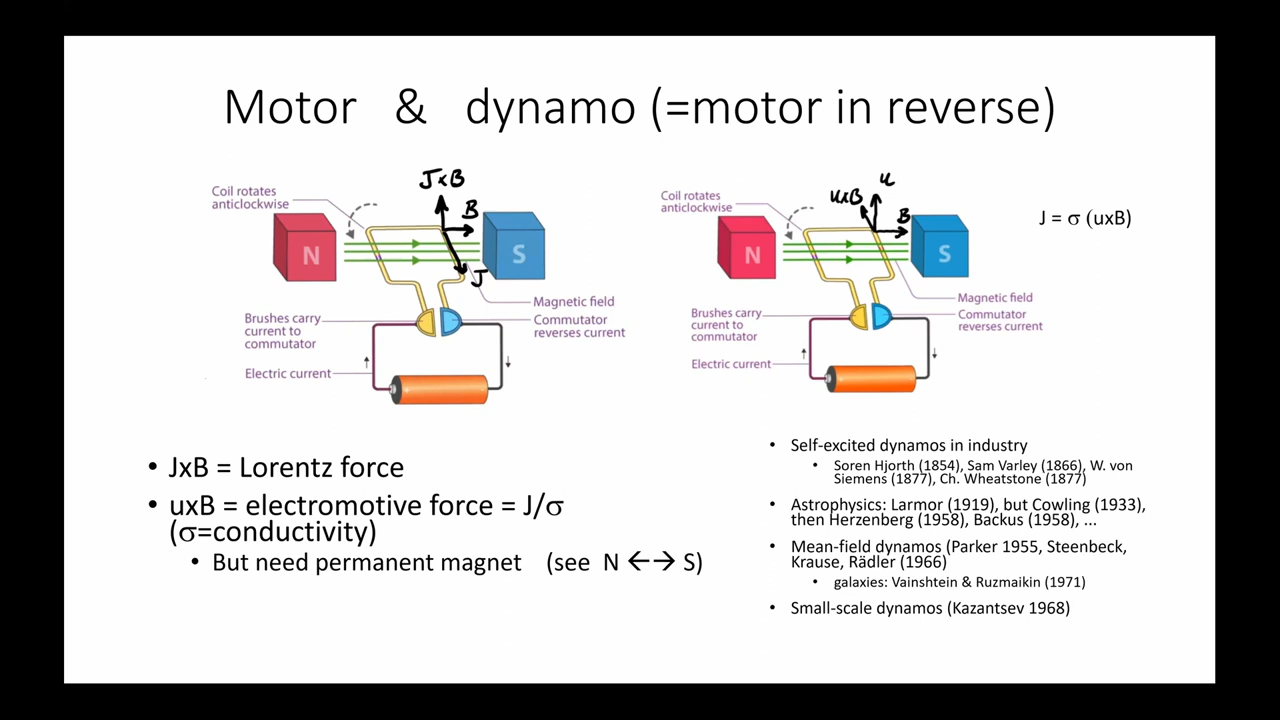 Motor & dynamo (=motor in reverse)
Coil rotates
anticlockwise
JxB
B
J
N
S
Magnetic field
Brushes carry
current to
commutator
Commutator
reverses current
Electric current
Coil rotates
anticlockwise
uxB
u
B
J = σ (uxB)
N
S
Magnetic field
Brushes carry
current to
commutator
Commutator
reverses current
Electric current
• JxB = Lorentz force
• uxB = electromotive force = J/σ
(σ=conductivity)
• But need permanent magnet (see N ←→ S)
• Self-excited dynamos in industry
• Soren Hjorth (1854), Sam Varley (1866), W. von
Siemens (1877), Ch. Wheatstone (1877)
• Astrophysics: Larmor (1919), but Cowling (1933),
then Herzenberg (1958), Backus (1958), ...
• Mean-field dynamos (Parker 1955, Steenbeck,
Krause, Rädler (1966)
• galaxies: Vainshtein & Ruzmaikin (1971)
• Small-scale dynamos (Kazantsev 1968)